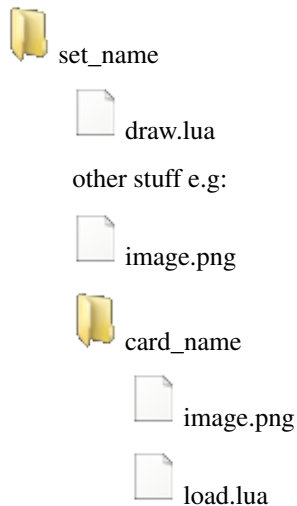 set_name
draw.lua
other stuff e.g:
image.png
card_name
image.png
load.lua